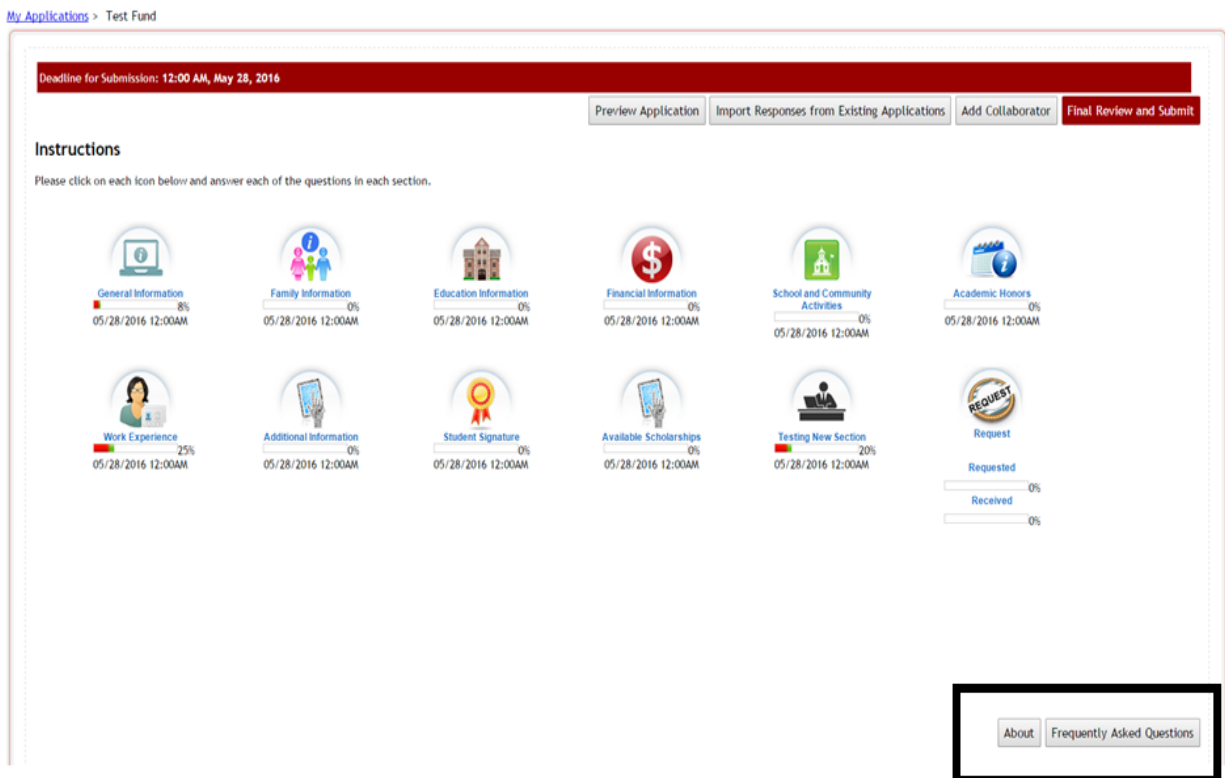 My Applications > Test Fund
Deadline for Submission: 12:00 AM, May 28, 2016
Preview Application Import Responses from Existing Applications Add Collaborator Final Review and Submit
Instructions
Please click on each icon below and answer each of the questions in each section.
General Information
8%
05/28/2016 12:00AM
Family Information
0%
05/28/2016 12:00AM
Education Information
0%
05/28/2016 12:00AM
Financial Information
0%
05/28/2016 12:00AM
School and Community
Activities
0%
05/28/2016 12:00AM
Academic Honors
0%
05/28/2016 12:00AM
Work Experience
25%
05/28/2016 12:00AM
Additional Information
0%
05/28/2016 12:00AM
Student Signature
0%
05/28/2016 12:00AM
Available Scholarships
0%
05/28/2016 12:00AM
Testing New Section
20%
05/28/2016 12:00AM
REQUEST
Request
Requested
0%
Received
0%
About Frequently Asked Questions